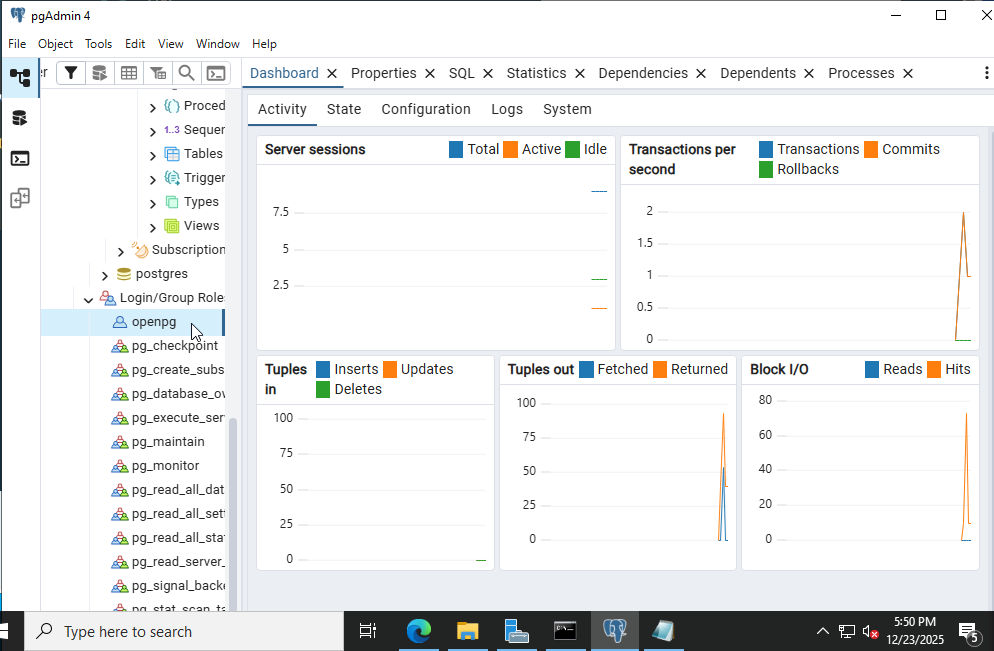 pgAdmin 4
File Object Tools Edit View Window Help
Dashboard Properties SQL Statistics Dependencies Dependents Processes
Activity State Configuration Logs System
Proced
1..3 Sequer
Tables
Trigger
Types
Views
Subscription
postgres
Login/Group Role
openpg
pg_checkpoint
pg_create_subs
pg_database_ow
pg_execute_ser
pg_maintain
pg_monitor
pg_read_all_dat
pg_read_all_set
pg_read_all_sta
pg_read_server_
pg_signal_backe
pg_stat_scan_ta
Server sessions Total Active Idle
7.5
5
2.5
Transactions per second Transactions Commits
Rollbacks
2
1.5
1
0.5
0
Tuples in Inserts Updates
Deletes
100
75
50
25
0
Tuples out Fetched Returned
100
75
50
25
0
Block I/O Reads Hits
80
60
40
20
0
Type here to search
5:50 PM
12/23/2025
5